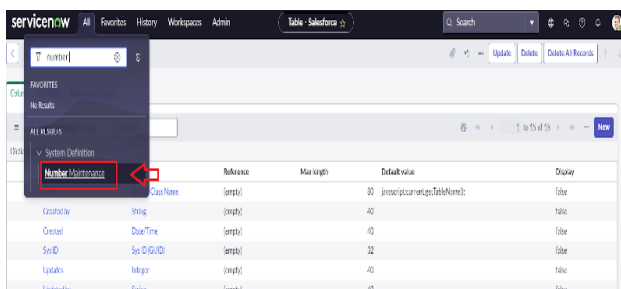 servicenow All Favorites History Workspaces Admin Table - Salesforce ☆ Search
number
Update Delete Delete All Records
FAVORITES
No Results
ALL RESULTS
1 to 15 of 15 New
System Definition
Number Maintenance
Reference Max length Default value Display
Class Name (empty) 80 javascript:current.getTableName(); false
Created by String (empty) 40 false
Created Date/Time (empty) 40 false
Sys ID Sys ID (GUID) (empty) 32 false
Updates Integer (empty) 40 false